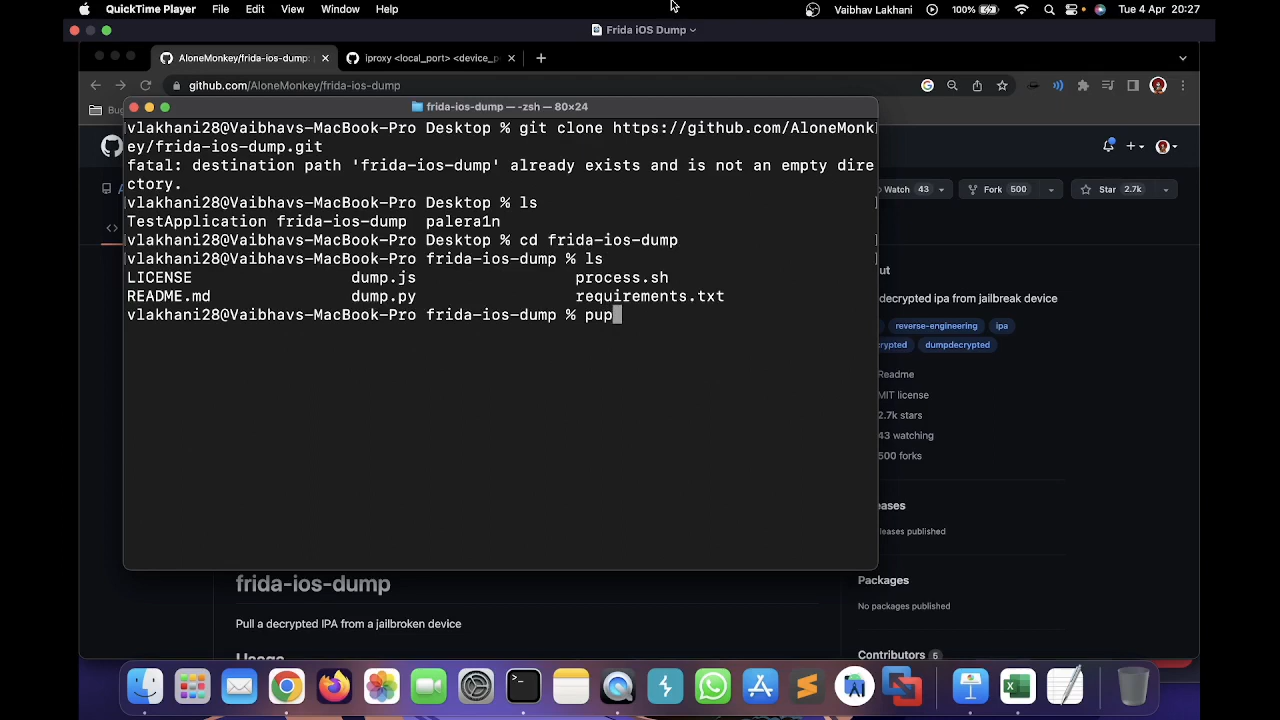 QuickTime Player File Edit View Window Help Vaibhav Lakhani 100% Tue 4 Apr 20:27
Frida iOS Dump
AloneMonkey/frida-ios-dump: iproxy <local_port> <device_p
github.com/AloneMonkey/frida-ios-dump
Bug
frida-ios-dump — -zsh — 80×24
vlakhani28@Vaibhavs-MacBook-Pro Desktop % git clone https://github.com/AloneMonk
ey/frida-ios-dump.git
fatal: destination path 'frida-ios-dump' already exists and is not an empty dire
ctory.
vlakhani28@Vaibhavs-MacBook-Pro Desktop % ls
TestApplication frida-ios-dump palera1n
vlakhani28@Vaibhavs-MacBook-Pro Desktop % cd frida-ios-dump
vlakhani28@Vaibhavs-MacBook-Pro frida-ios-dump % ls
LICENSE dump.js process.sh
README.md dump.py requirements.txt
vlakhani28@Vaibhavs-MacBook-Pro frida-ios-dump % pup
Watch 43 Fork 500 Star 2.7k
ut
decrypted ipa from jailbreak device
reverse-engineering ipa
crypted dumpdecrypted
Readme
MIT license
2.7k stars
43 watching
500 forks
ases
leases published
Packages
No packages published
Contributors 5
frida-ios-dump
Pull a decrypted IPA from a jailbroken device
Usage